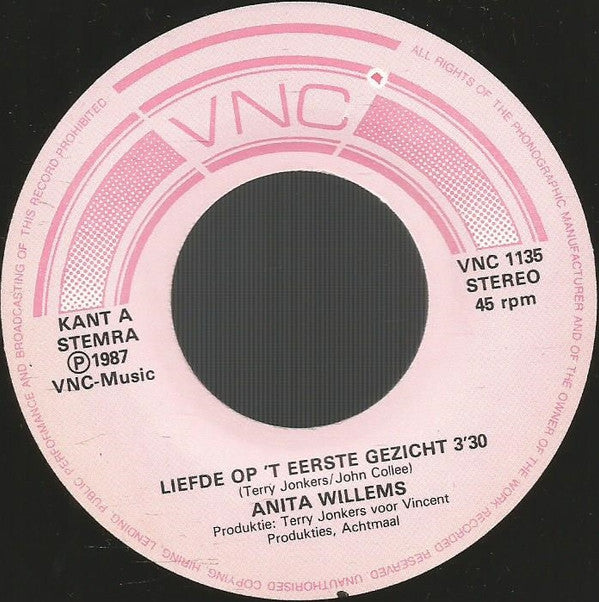 VNC
ALL RIGHTS OF THE PHONOGRAPHIC MANUFACTURER AND OF THE OWNER OF THE WORK RECORDED RESERVED UNAUTHORISED COPYING, HIRING, LENDING, PUBLIC PERFORMANCE AND BROADCASTING OF THIS RECORD PROHIBITED
KANT A
STEMRA
Ⓟ1987
VNC-Music
VNC 1135
STEREO
45 rpm
LIEFDE OP 'T EERSTE GEZICHT 3'30
(Terry Jonkers/John Collee)
ANITA WILLEMS
Produktie: Terry Jonkers voor Vincent
Produkties, Achtmaal